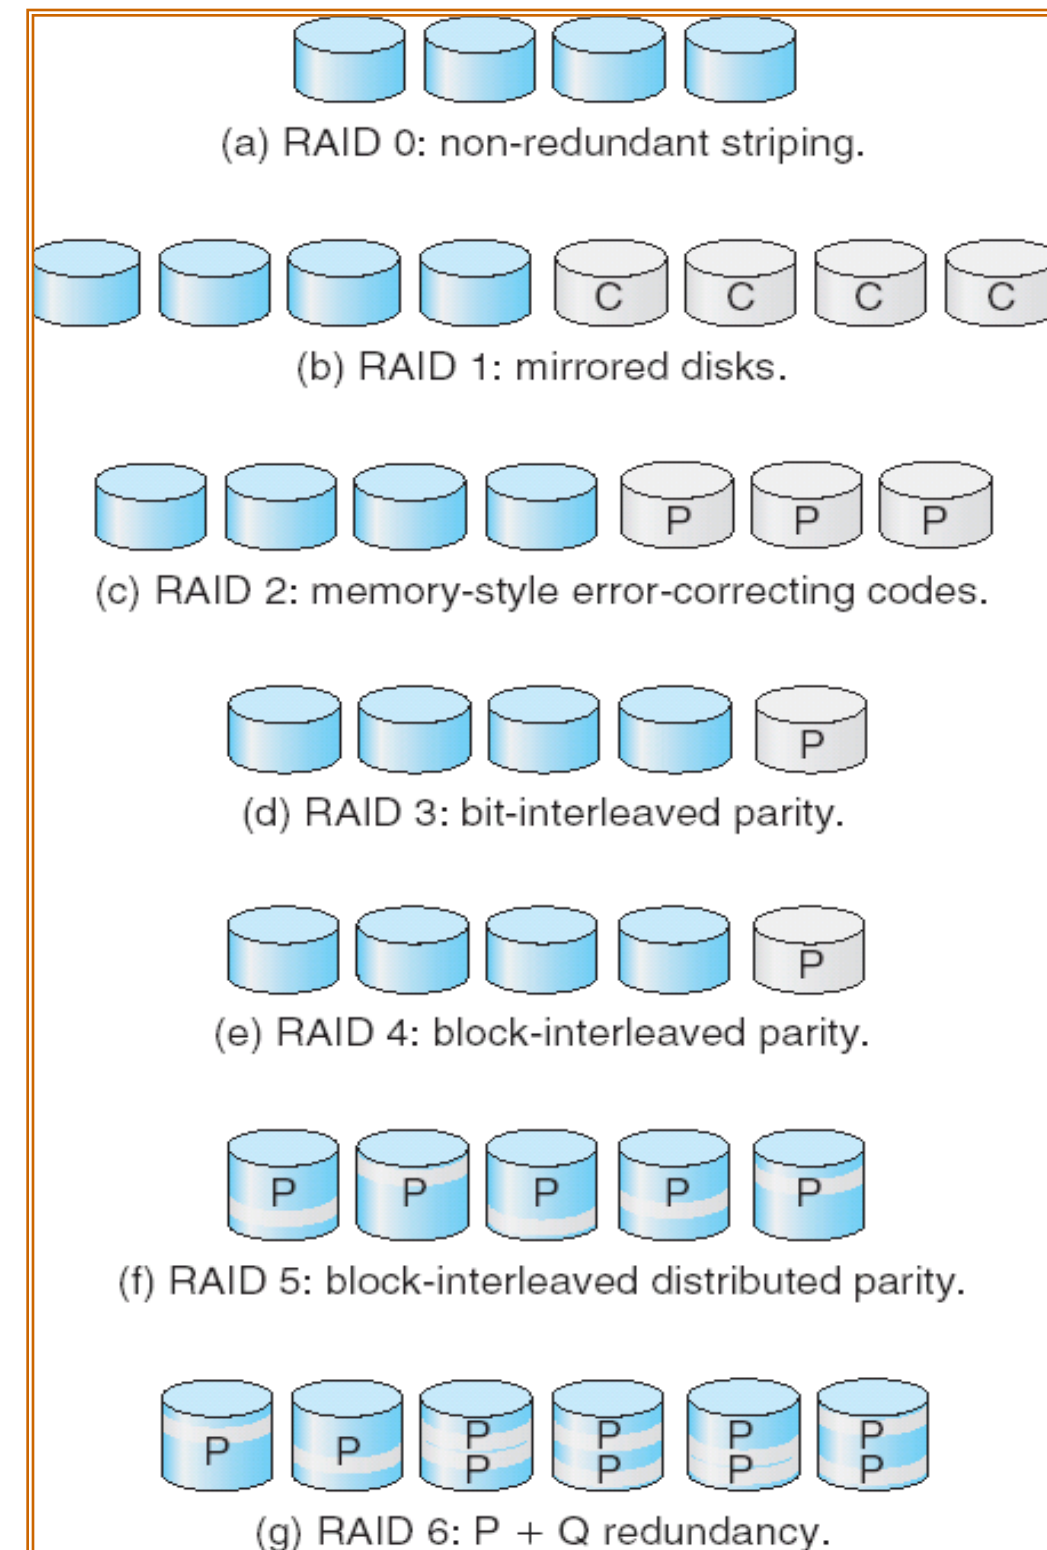 (a) RAID 0: non-redundant striping.
C C C C
(b) RAID 1: mirrored disks.
P P P
(c) RAID 2: memory-style error-correcting codes.
P
(d) RAID 3: bit-interleaved parity.
P
(e) RAID 4: block-interleaved parity.
P P P P P
(f) RAID 5: block-interleaved distributed parity.
P P P P P P
P P P P
(g) RAID 6: P + Q redundancy.